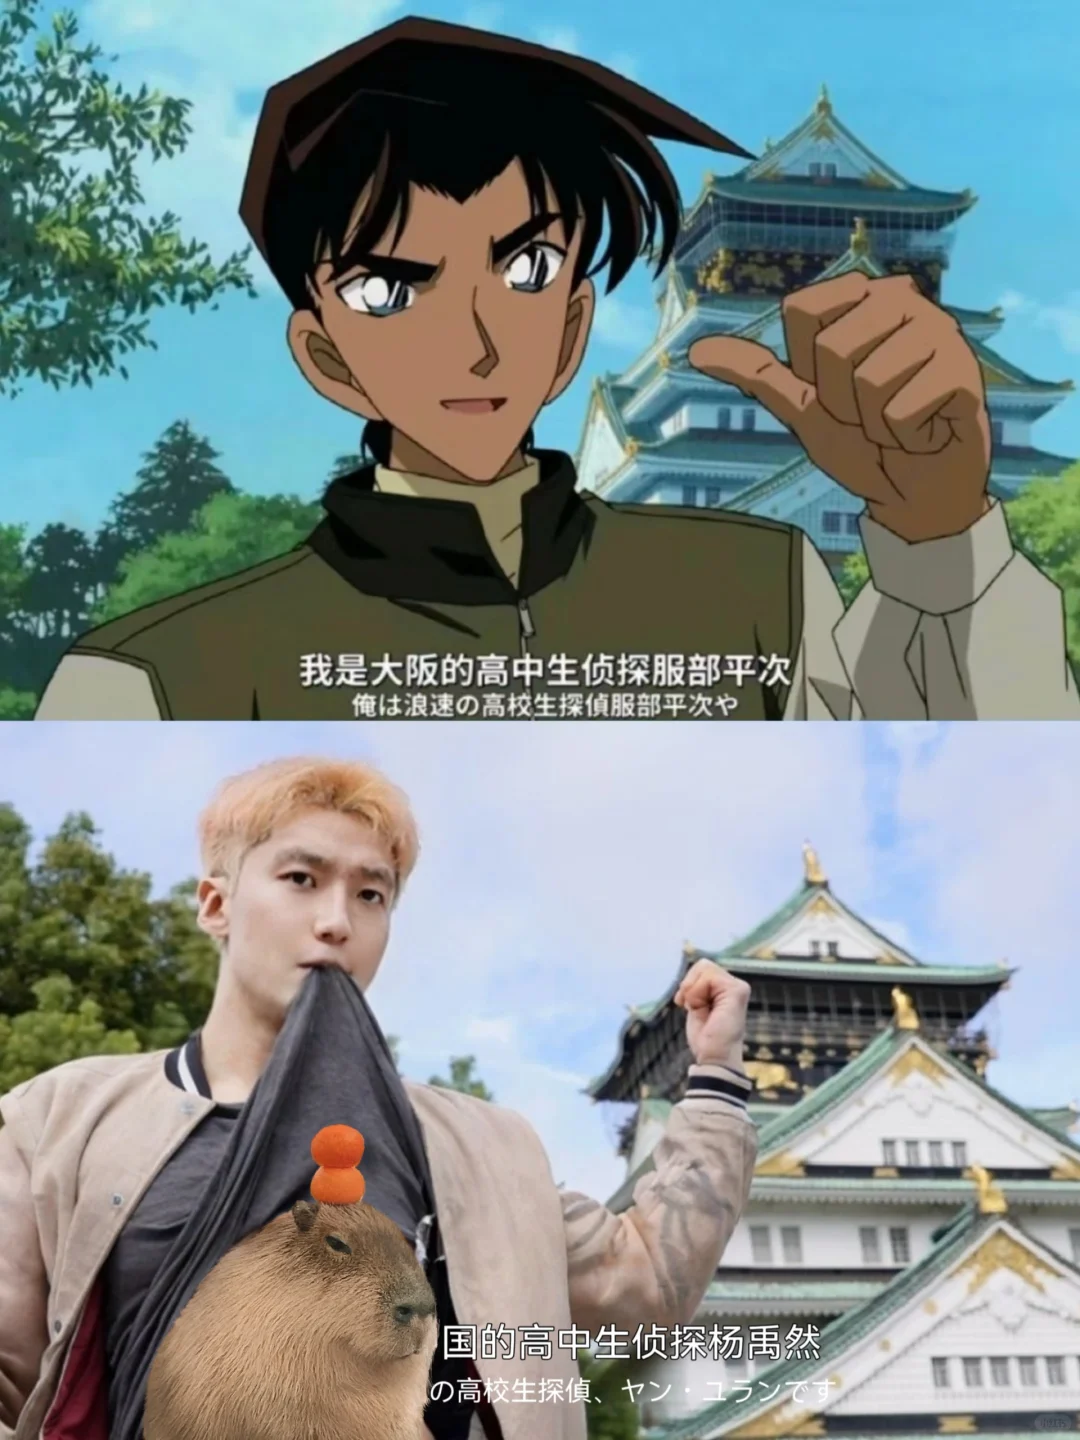 我是大阪的高中生侦探服部平次
俺は浪速の高校生探偵服部平次や
国的高中生侦探杨禹然
の高校生探偵、ヤン・ユランです